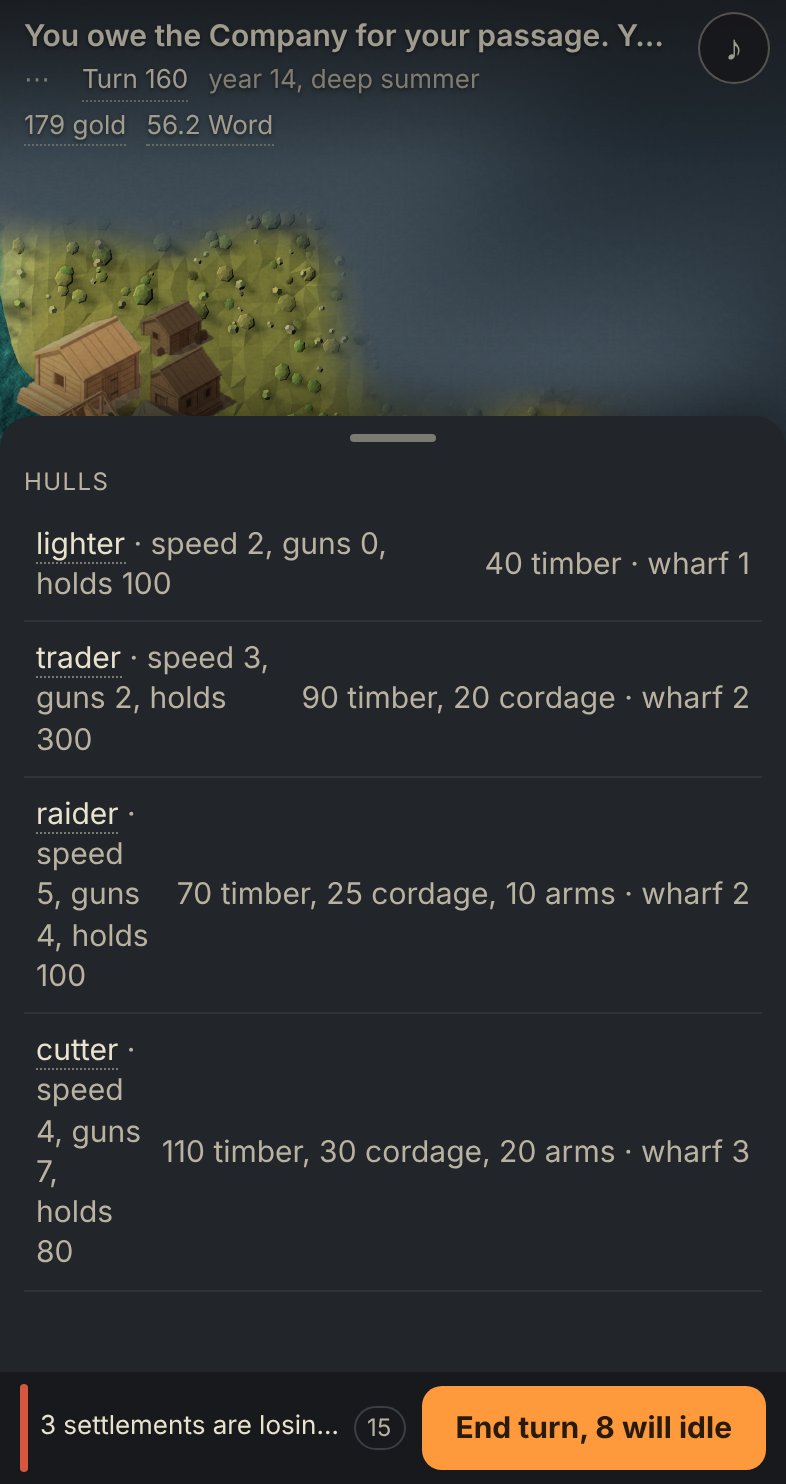 You owe the Company for your passage. Y...
... Turn 160 year 14, deep summer
179 gold 56.2 Word
HULLS
lighter · speed 2, guns 0,
holds 100
40 timber · wharf 1
trader · speed 3,
guns 2, holds
300
90 timber, 20 cordage · wharf 2
raider ·
speed
5, guns
4, holds
100
70 timber, 25 cordage, 10 arms · wharf 2
cutter ·
speed
4, guns
7,
holds
80
110 timber, 30 cordage, 20 arms · wharf 3
3 settlements are losin... 15
End turn, 8 will idle